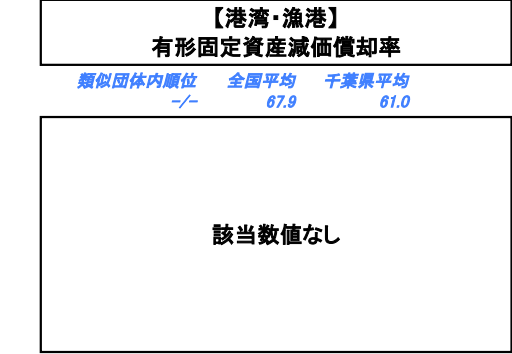 【港湾・漁港】
有形固定資産減価償却率
類似団体内順位 全国平均 千葉県平均
-/- 67.9 61.0
該当数値なし